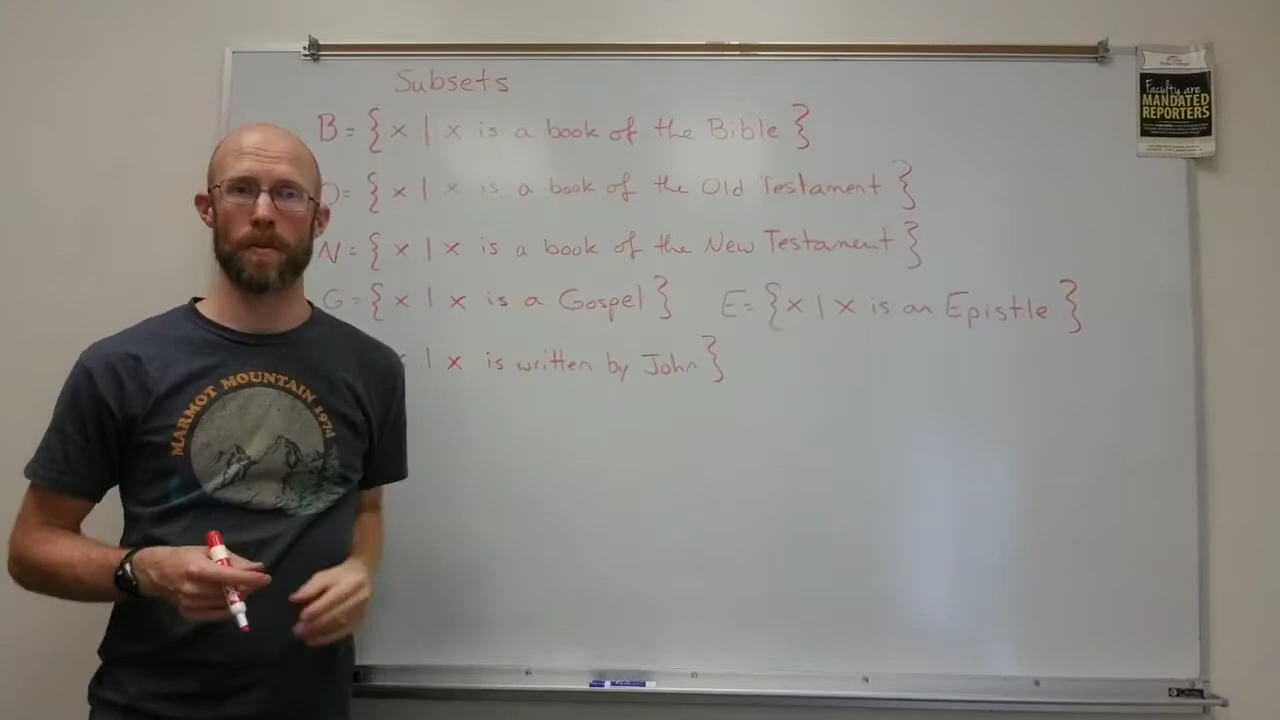 Subsets
B = { x | x is a book of the Bible }
= { x | x is a book of the Old Testament }
N = { x | x is a book of the New Testament }
G = { x | x is a Gospel } E = { x | x is an Epistle }
| x is written by John }
Faculty are
MANDATED
REPORTERS
MARMOT MOUNTAIN 1974